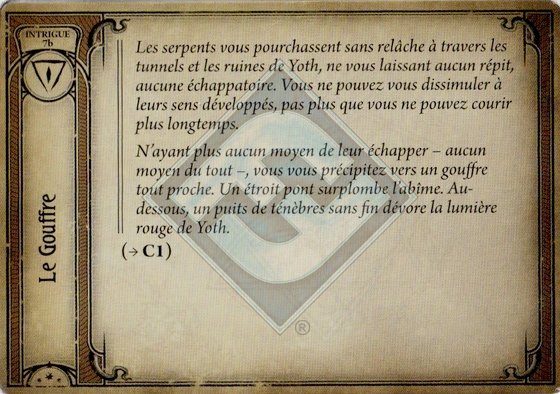 INTRIGUE
7b
Le Gouffre
Les serpents vous pourchassent sans relâche à travers les
tunnels et les ruines de Yoth, ne vous laissant aucun répit,
aucune échappatoire. Vous ne pouvez vous dissimuler à
leurs sens développés, pas plus que vous ne pouvez courir
plus longtemps.
N'ayant plus aucun moyen de leur échapper – aucun
moyen du tout –, vous vous précipitez vers un gouffre
tout proche. Un étroit pont surplombe l'abîme. Au-
dessous, un puits de ténèbres sans fin dévore la lumière
rouge de Yoth.
(→ C1)
®